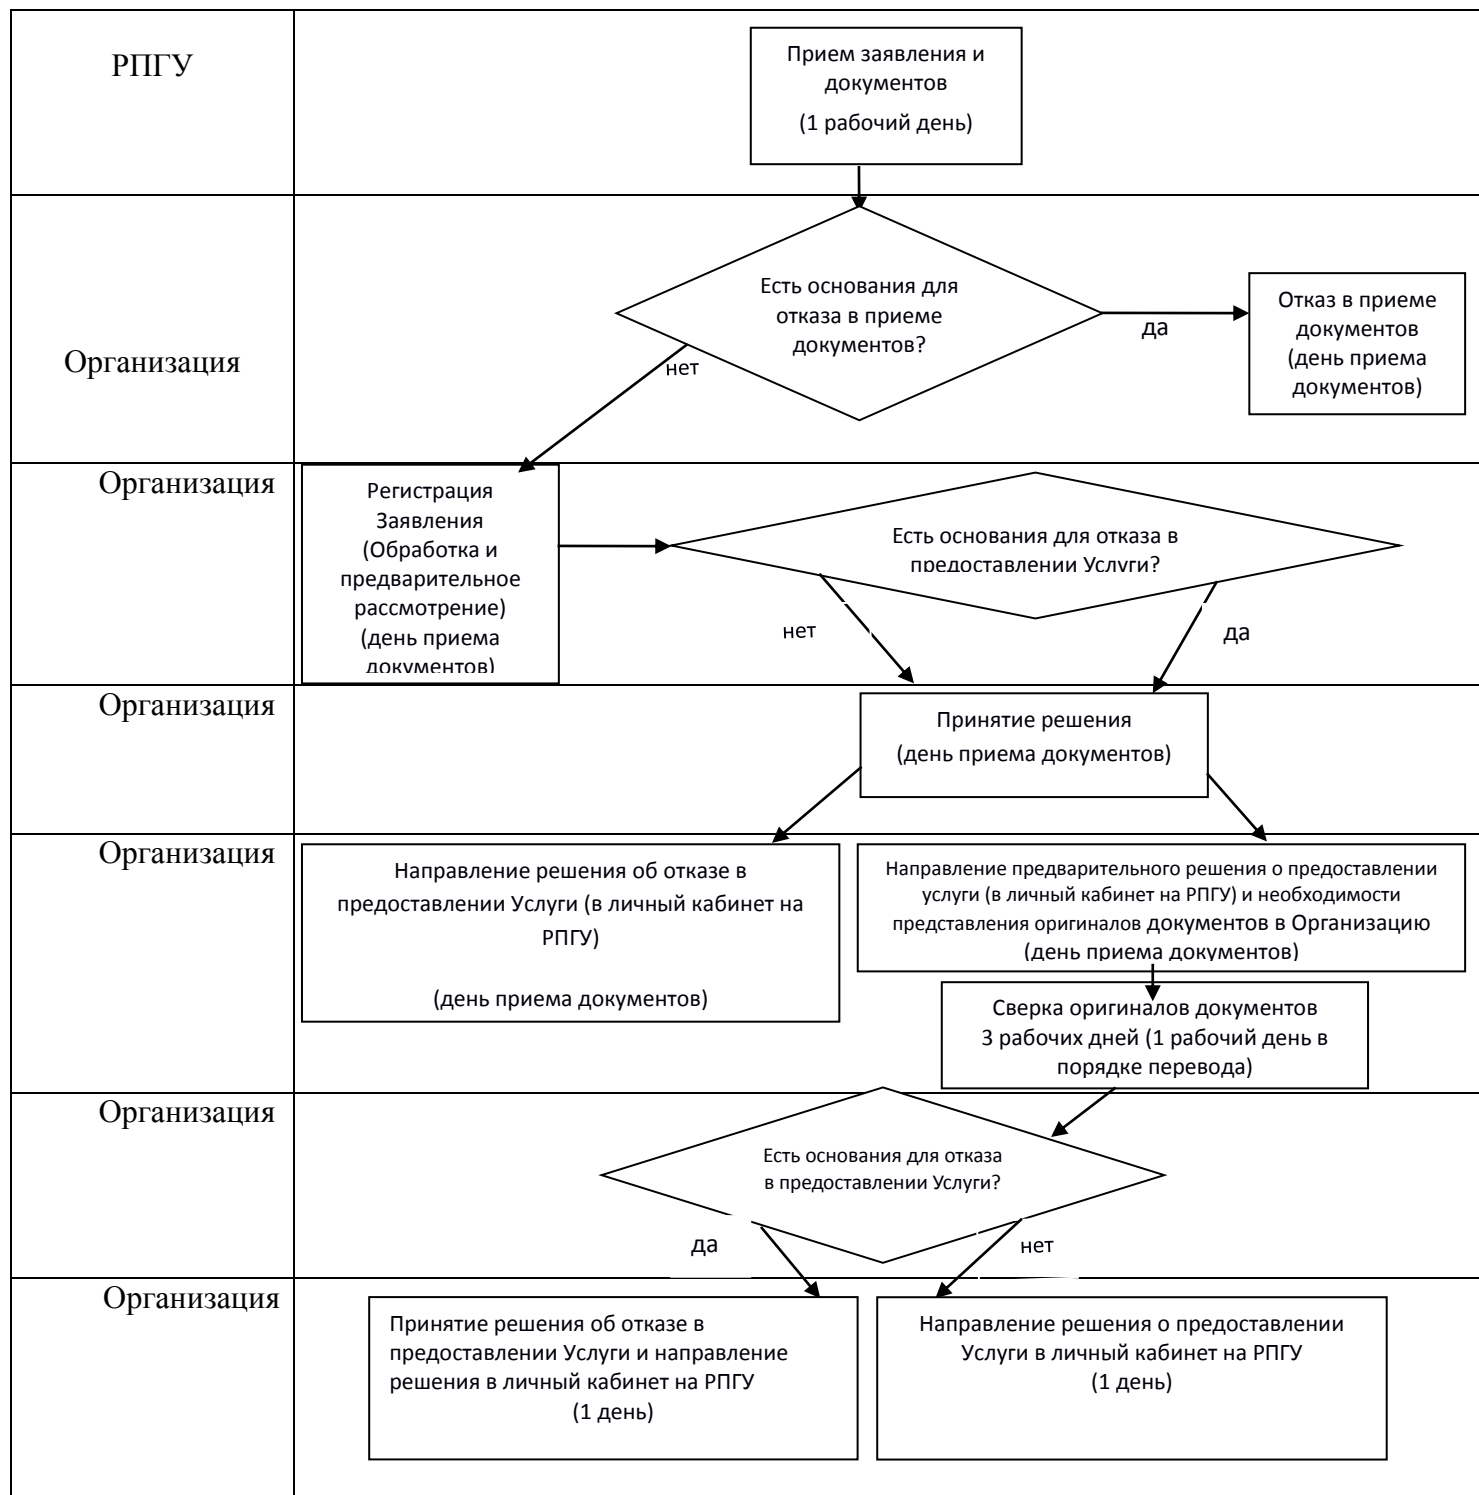 РПГУ
Прием заявления и
документов
(1 рабочий день)
Организация
Есть основания для
отказа в приеме
документов?
да
нет
Отказ в приеме
документов
(день приема
документов)
Организация
Регистрация
Заявления
(Обработка и
предварительное
рассмотрение)
(день приема
документов)
Есть основания для отказа в
предоставлении Услуги?
нет
да
Организация
Принятие решения
(день приема документов)
Организация
Направление решения об отказе в
предоставлении Услуги (в личный кабинет на
РПГУ)
(день приема документов)
Направление предварительного решения о предоставлении
услуги (в личный кабинет на РПГУ) и необходимости
представления оригиналов документов в Организацию
(день приема документов)
Сверка оригиналов документов
3 рабочих дней (1 рабочий день в
порядке перевода)
Организация
Есть основания для отказа
в предоставлении Услуги?
да
нет
Организация
Принятие решения об отказе в
предоставлении Услуги и направление
решения в личный кабинет на РПГУ
(1 день)
Направление решения о предоставлении
Услуги в личный кабинет на РПГУ
(1 день)